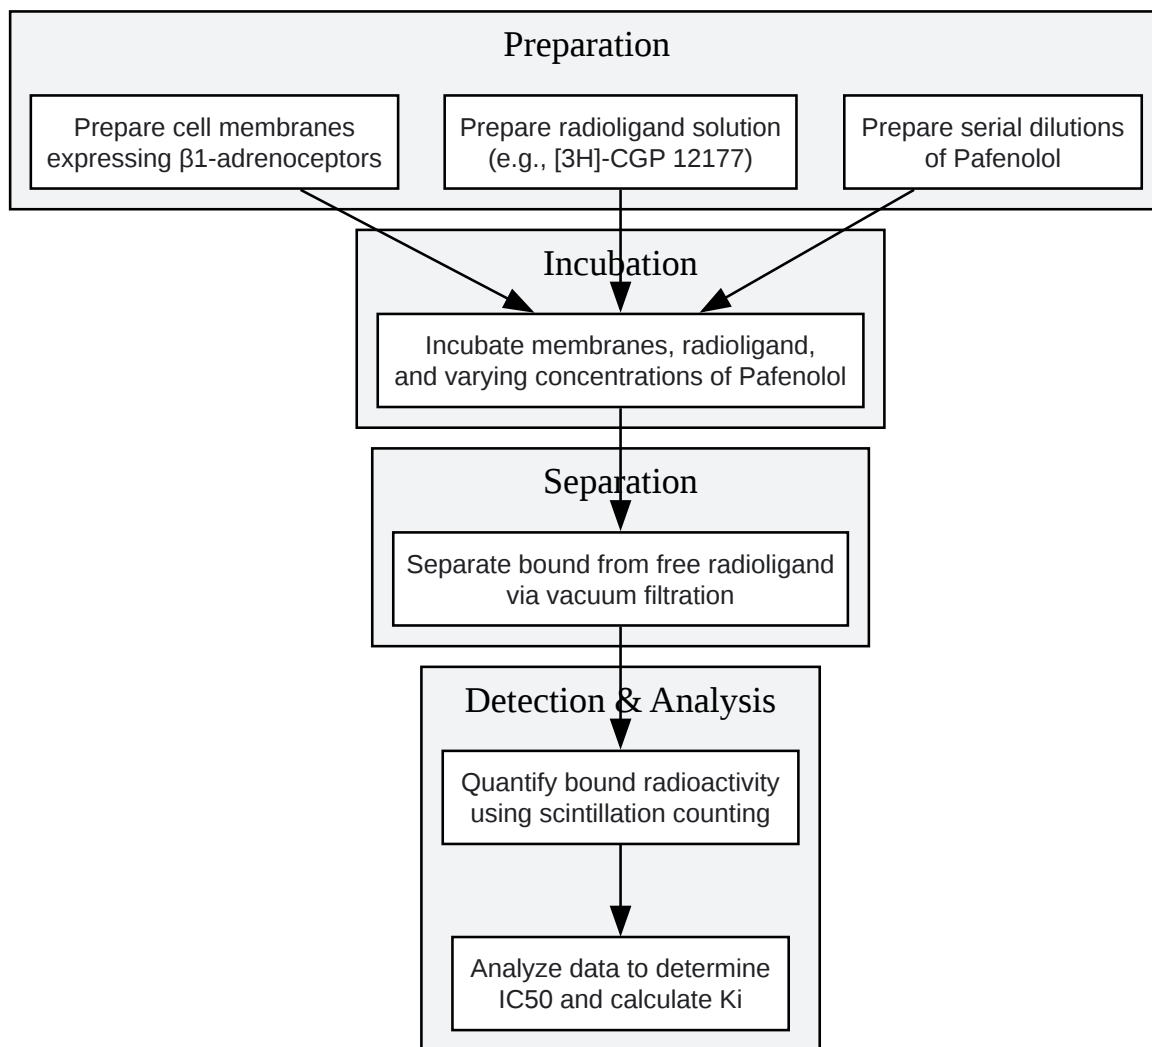 Preparation
Prepare cell membranes
expressing β1-adrenoceptors
Prepare radioligand solution
(e.g., [3H]-CGP 12177)
Prepare serial dilutions
of Pafenolol
Incubation
Incubate membranes, radioligand,
and varying concentrations of Pafenolol
Separation
Separate bound from free radioligand
via vacuum filtration
Detection & Analysis
Quantify bound radioactivity
using scintillation counting
Analyze data to determine
IC50 and calculate Ki